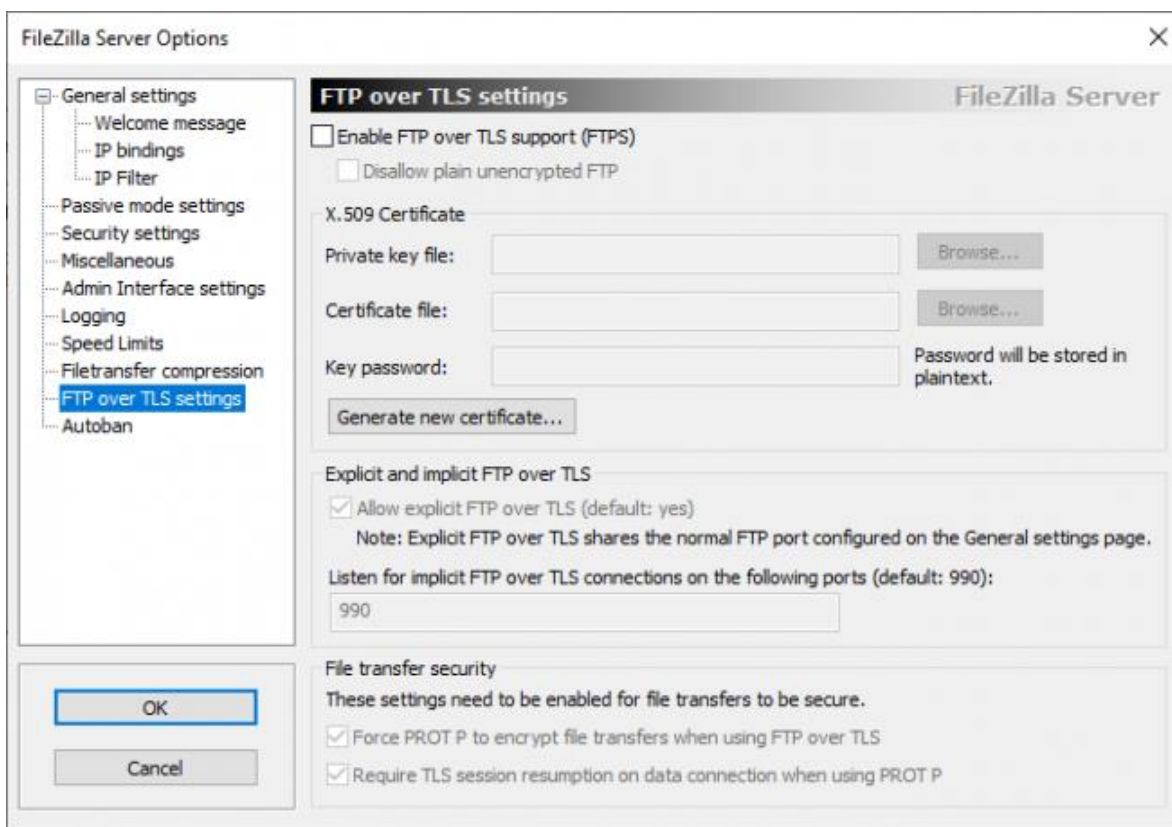 FileZilla Server Options
General settings
Welcome message
IP bindings
IP Filter
Passive mode settings
Security settings
Miscellaneous
Admin Interface settings
Logging
Speed Limits
Filetransfer compression
FTP over TLS settings
Autoban
OK
Cancel
FTP over TLS settings
FileZilla Server
Enable FTP over TLS support (FTPS)
Disallow plain unencrypted FTP
X.509 Certificate
Private key file:
Browse...
Certificate file:
Browse...
Key password:
Password will be stored in
plaintext.
Generate new certificate...
Explicit and implicit FTP over TLS
Allow explicit FTP over TLS (default: yes)
Note: Explicit FTP over TLS shares the normal FTP port configured on the General settings page.
Listen for implicit FTP over TLS connections on the following ports (default: 990):
990
File transfer security
These settings need to be enabled for file transfers to be secure.
Force PROT P to encrypt file transfers when using FTP over TLS
Require TLS session resumption on data connection when using PROT P